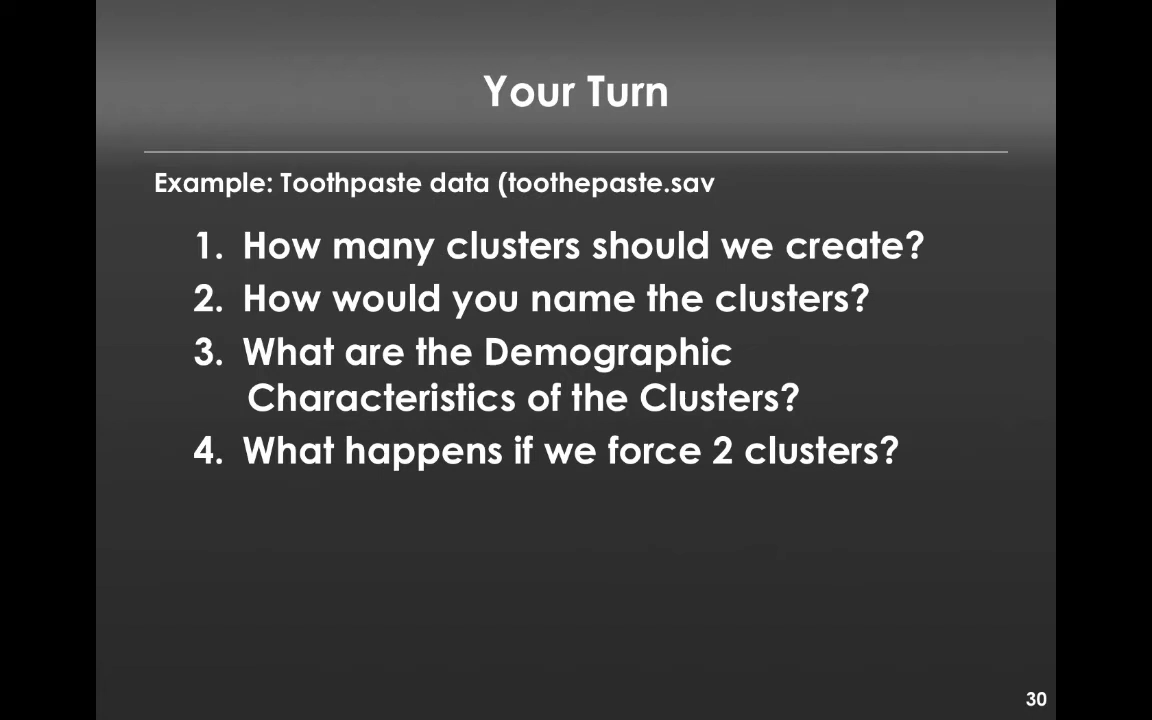 Your Turn
Example: Toothpaste data (toothepaste.sav
1. How many clusters should we create?
2. How would you name the clusters?
3. What are the Demographic
Characteristics of the Clusters?
4. What happens if we force 2 clusters?
30